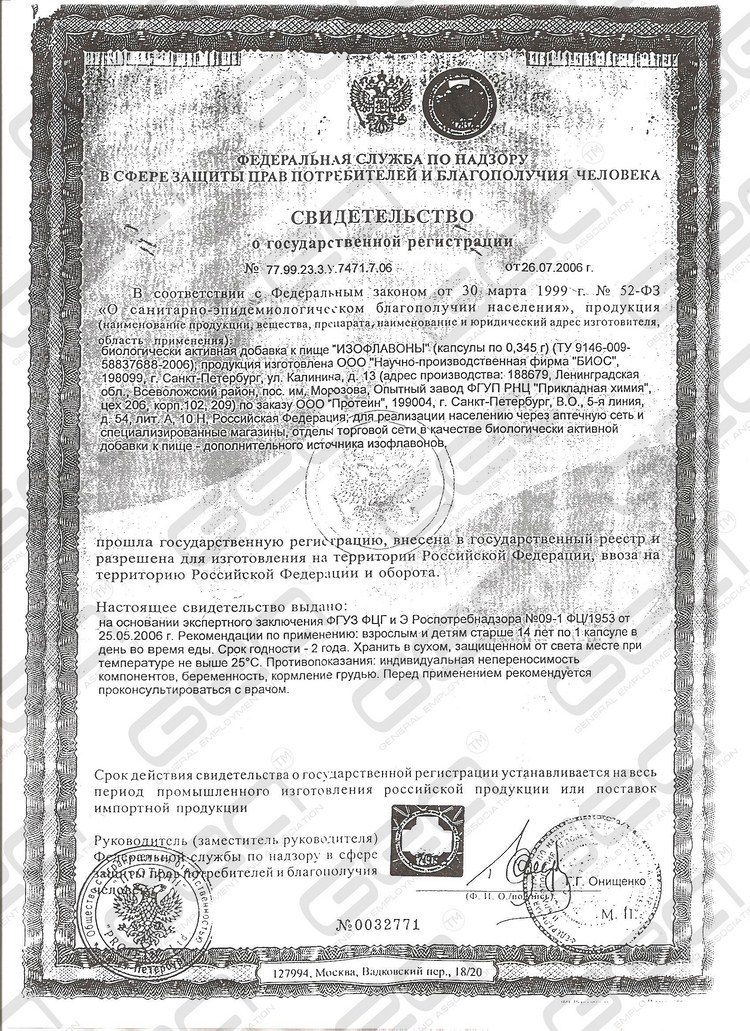 ФЕДЕРАЛЬНАЯ СЛУЖБА ПО НАДЗОРУ
В СФЕРЕ ЗАЩИТЫ ПРАВ ПОТРЕБИТЕЛЕЙ И БЛАГОПОЛУЧИЯ ЧЕЛОВЕКА
СВИДЕТЕЛЬСТВО
о государственной регистрации
№ 77.99.23.3.У.7471.7.06 от 26.07.2006 г.
В соответствии с Федеральным законом от 30 марта 1999 г. № 52-ФЗ
«О санитарно-эпидемиологическом благополучии населения», продукция
(наименование продукции, вещества, препарата, наименование и юридический адрес изготовителя,
область применения):
биологически активная добавка к пище "ИЗОФЛАВОНЫ" (капсулы по 0,345 г) (ТУ 9146-009-
58837688-2006); продукция изготовлена ООО "Научно-производственная фирма "БИОС",
198099, г. Санкт-Петербург, ул. Калинина, д. 13 (адрес производства: 188679, Ленинградская
обл., Всеволожский район, пос. им. Морозова, Опытный завод ФГУП РНЦ "Прикладная химия",
цех 206, корп.102, 209) по заказу ООО "Протеин", 199004, г. Санкт-Петербург, В.О., 5-я линия,
д. 54, лит. А, 10 Н, Российская Федерация; для реализации населению через аптечную сеть и
специализированные магазины, отделы торговой сети в качестве биологически активной
добавки к пище - дополнительного источника изофлавонов.
прошла государственную регистрацию, внесена в государственный реестр и
разрешена для изготовления на территории Российской Федерации, ввоза на
территорию Российской Федерации и оборота.
Настоящее свидетельство выдано:
на основании экспертного заключения ФГУЗ ФЦГ и Э Роспотребнадзора №09-1 ФЦ/1953 от
25.05.2006 г. Рекомендации по применению: взрослым и детям старше 14 лет по 1 капсуле в
день во время еды. Срок годности - 2 года. Хранить в сухом, защищенном от света месте при
температуре не выше 25°С. Противопоказания: индивидуальная непереносимость
компонентов, беременность, кормление грудью. Перед применением рекомендуется
проконсультироваться с врачом.
Срок действия свидетельства о государственной регистрации устанавливается на весь
период промышленного изготовления российской продукции или поставок
импортной продукции
Руководитель (заместитель руководителя)
Федеральной службы по надзору в сфере
защиты прав потребителей и благополучия
человека
Г.Г. Онищенко
(Ф. И. О./подпись)
М. П.
№0032771
127994, Москва, Вадковский пер., 18/20
GECT
TM
GENERAL EMPLOYMENT ASSOCIATION